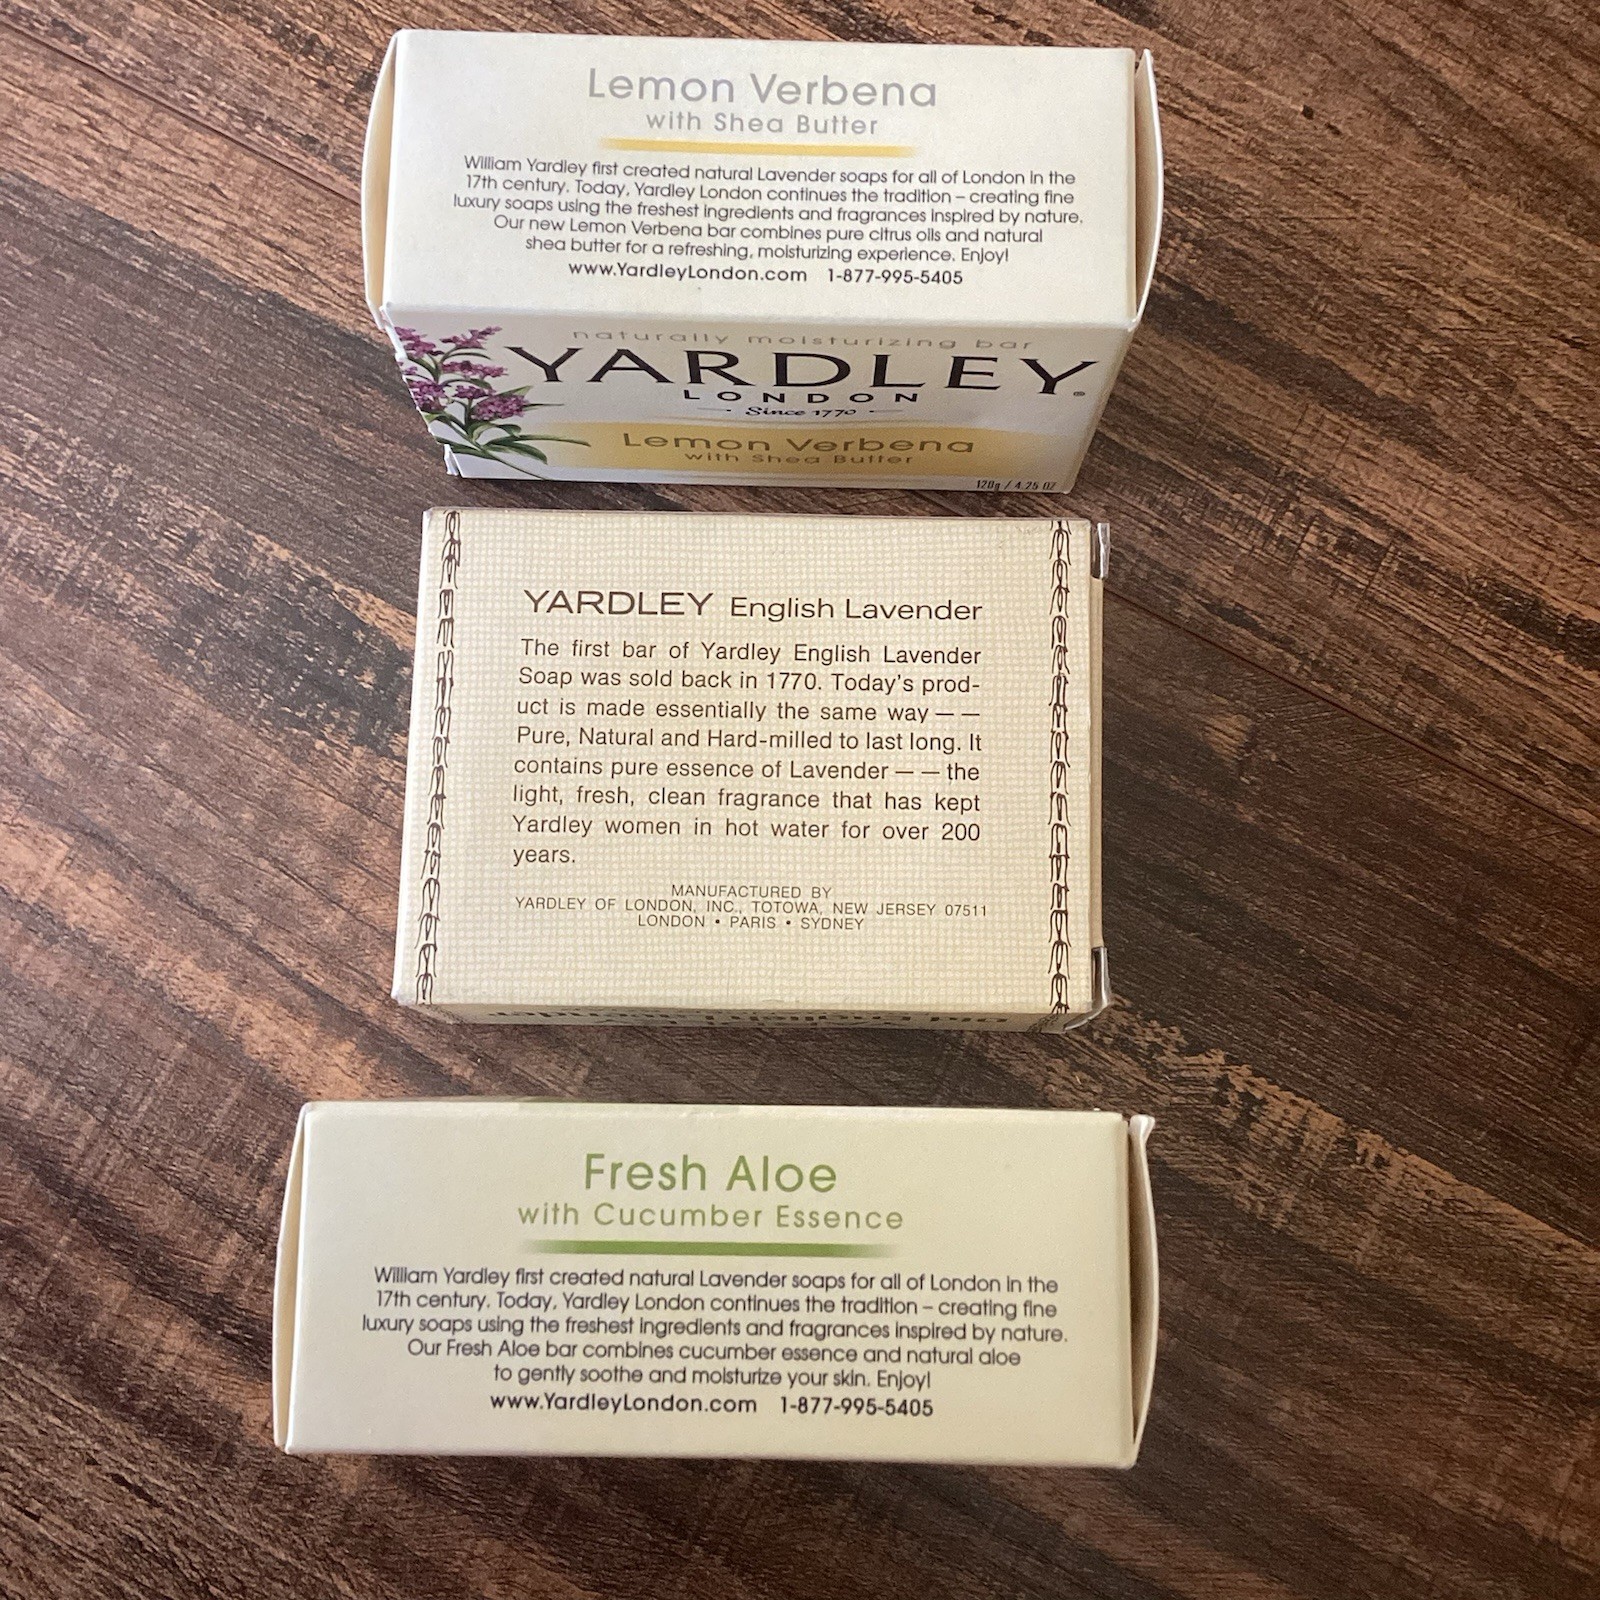 Lemon Verbena
with Shea Butter
William Yardley first created natural Lavender soaps for all of London in the
17th century. Today, Yardley London continues the tradition – creating fine
luxury soaps using the freshest ingredients and fragrances inspired by nature.
Our new Lemon Verbena bar combines pure citrus oils and natural
shea butter for a refreshing, moisturizing experience. Enjoy!
www.YardleyLondon.com 1-877-995-5405
naturally moisturizing bar
YARDLEY®
LONDON
Since 1770
Lemon Verbena
with Shea Butter
120g / 4.25 OZ
YARDLEY English Lavender
The first bar of Yardley English Lavender
Soap was sold back in 1770. Today's prod-
uct is made essentially the same way — —
Pure, Natural and Hard-milled to last long. It
contains pure essence of Lavender — — the
light, fresh, clean fragrance that has kept
Yardley women in hot water for over 200
years.
MANUFACTURED BY
YARDLEY OF LONDON, INC., TOTOWA, NEW JERSEY 07511
LONDON • PARIS • SYDNEY
Fresh Aloe
with Cucumber Essence
William Yardley first created natural Lavender soaps for all of London in the
17th century. Today, Yardley London continues the tradition – creating fine
luxury soaps using the freshest ingredients and fragrances inspired by nature.
Our Fresh Aloe bar combines cucumber essence and natural aloe
to gently soothe and moisturize your skin. Enjoy!
www.YardleyLondon.com 1-877-995-5405